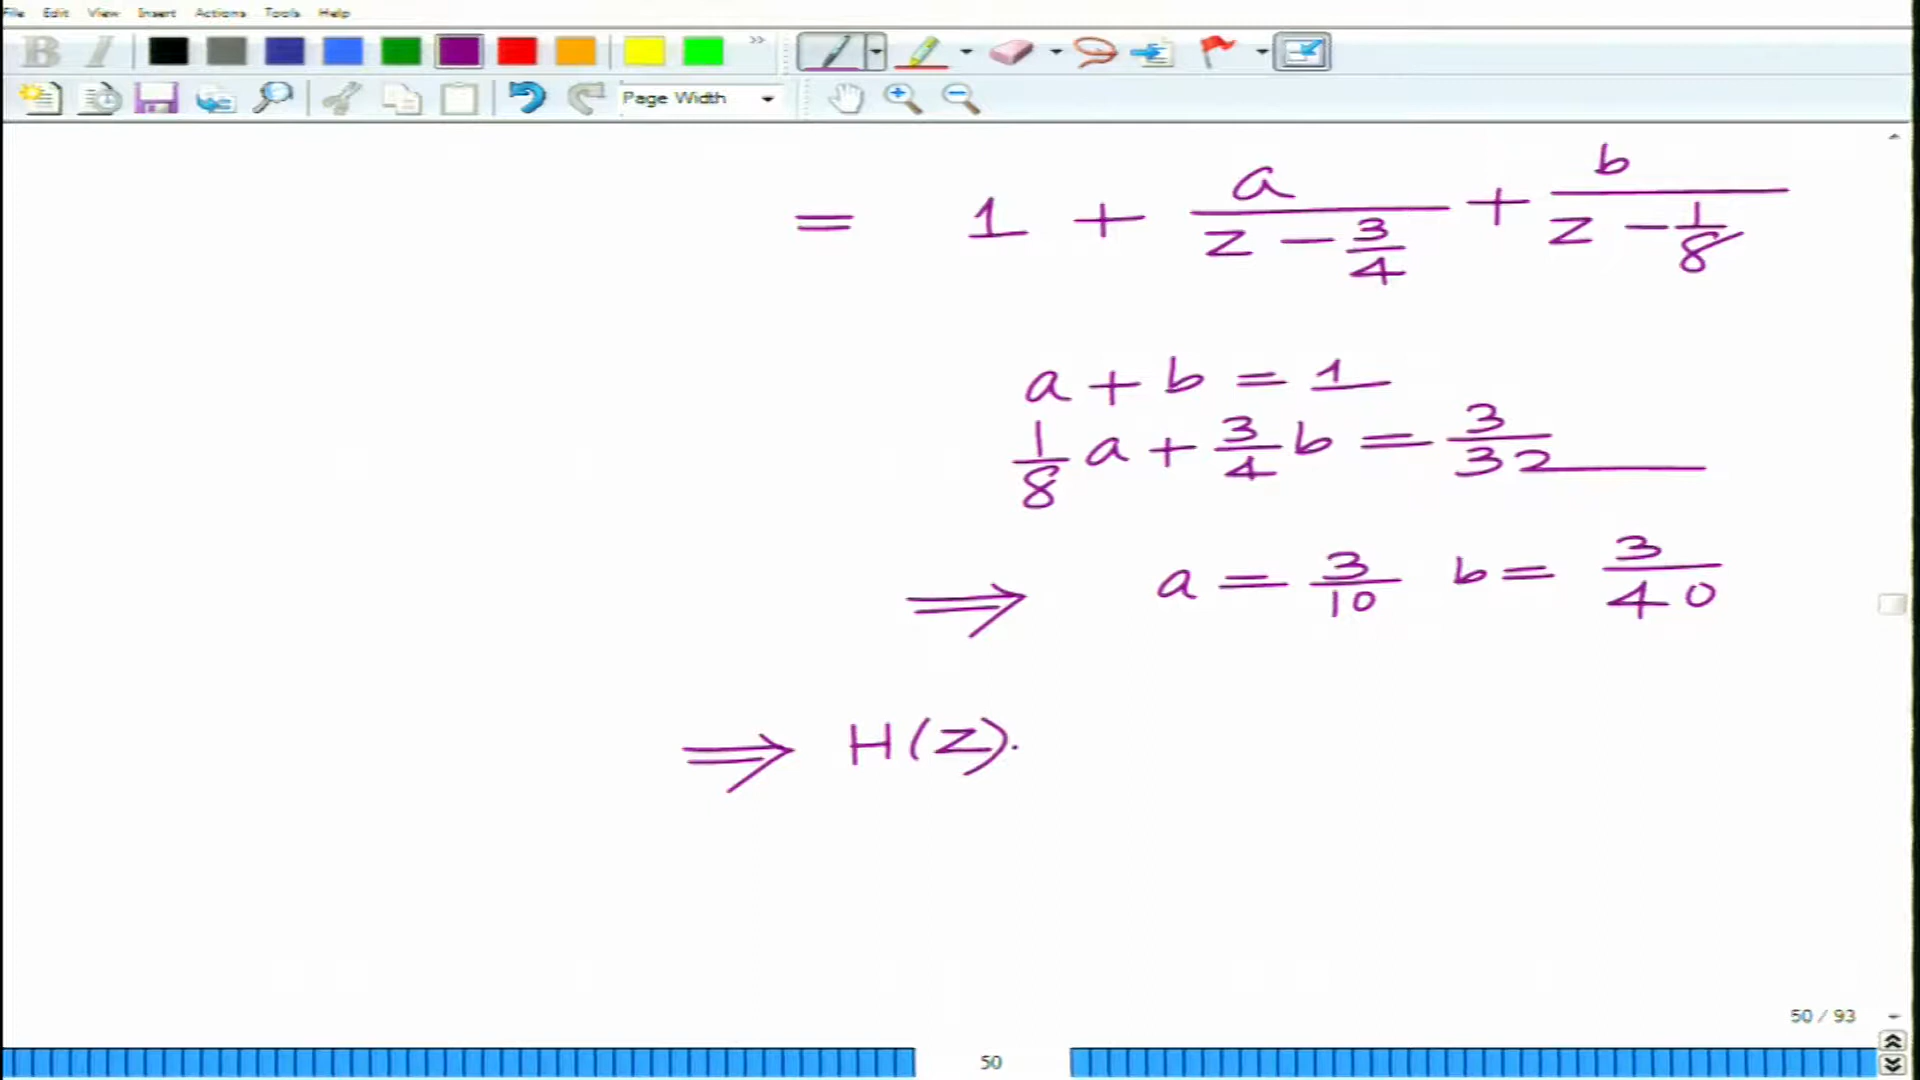 File Edit View Insert Actions Tools Help
B I
Page Width
= 1 + a/(z - 3/4) + b/(z - 1/8)
a + b = 1
1/8 a + 3/4 b = 3/32
⇒ a = 3/10 b = 3/40
⇒ H(Z).
50 / 93
50